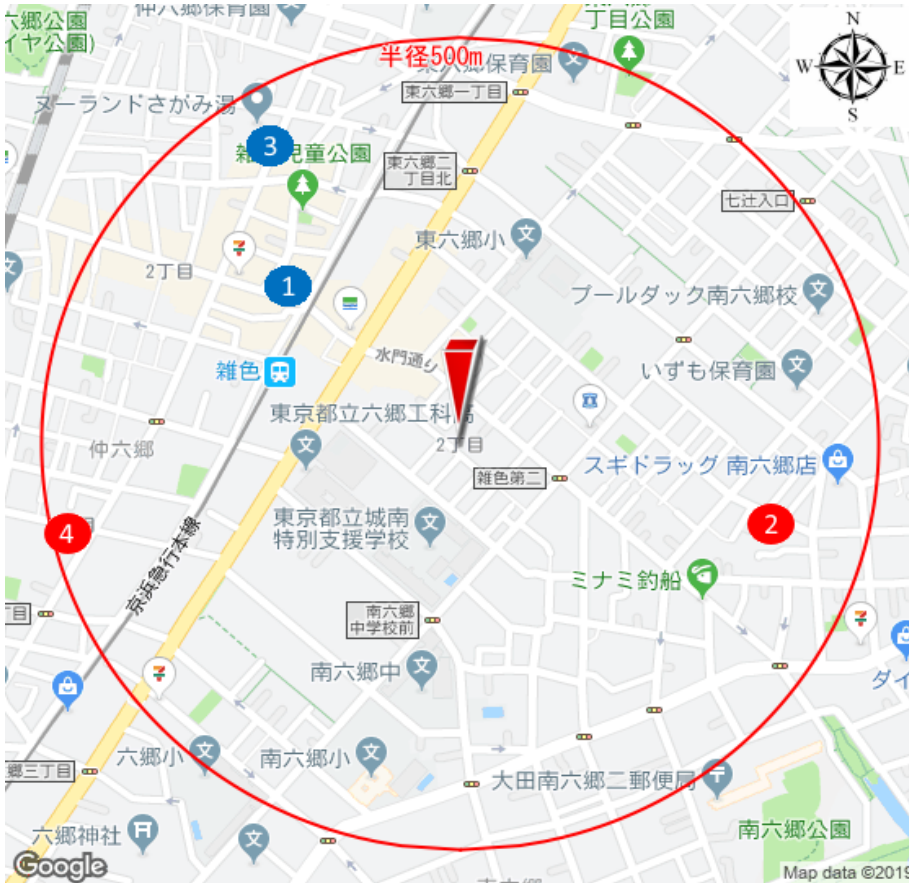 六郷公園
イヤ公園)
仲六郷保育園
丁目公園
N
W
E
S
半径500m
東六郷保育園
東六郷一丁目
ヌーランドさがみ湯
3
雑色児童公園
東六郷二
丁目北
七辻入口
東六郷小
2丁目
1
プールダック南六郷校
水門通り
雑色
いずも保育園
東京都立六郷工科高
2丁目
仲六郷
スギドラッグ 南六郷店
雑色第二
4
2
東京都立城南
特別支援学校
京浜急行本線
ミナミ釣船
丁目
南六郷
中学校前
南六郷中
ダイ
六郷小
南六郷小
郷三丁目
大田南六郷二郵便局
六郷神社
南六郷公園
Google
Map data ©2019